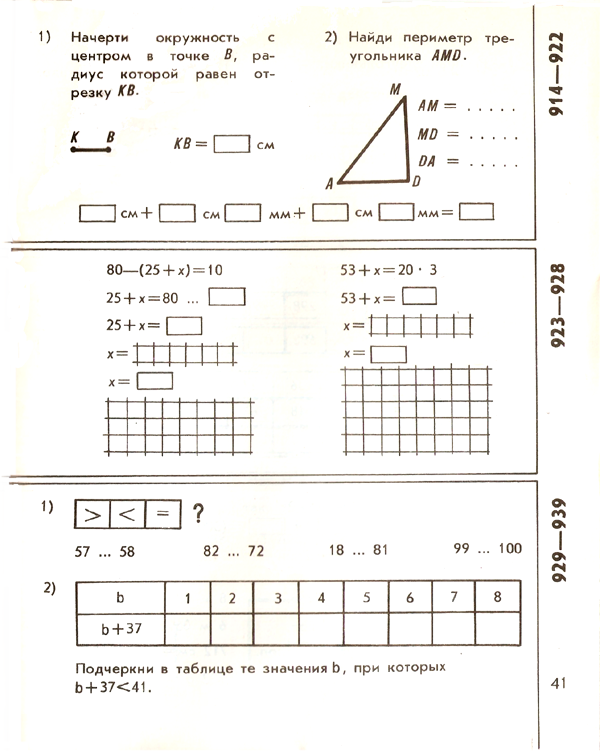 1) Начерти окружность с
центром в точке В, ра-
диус которой равен от-
резку КВ.
К В
КВ = см
2) Найди периметр тре-
угольника AMD.
M
A
D
AM = . . . . .
MD = . . . . .
DA = . . . . .
см + см мм + см мм =
914—922
80—(25+x)=10
25+x=80 ...
25+x=
x=
x=
53+x=20 · 3
53+x=
x=
x=
923—928
1) > < = ?
57 ... 58 82 ... 72 18 ... 81 99 ... 100
2) b 1 2 3 4 5 6 7 8
b+37
Подчеркни в таблице те значения b, при которых
b+37<41.
929—939
41